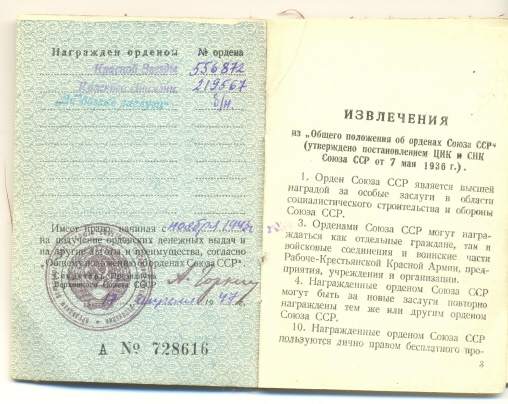 Награжден орденом № ордена
Красной Звезды 556872
Красного Знамени 219567
„За боевые заслуги“ б/н
Имеет право, начиная с ноября 1942 г.
на получение орденских денежных выдач и
на другие льготы и преимущества, согласно
„Общему положению об орденах Союза ССР“.
Секретарь Президиума
Верховного Совета СССР
А. Горкин
17 47 г.
А № 728616
ИЗВЛЕЧЕНИЯ
из „Общего положения об орденах Союза ССР“
(утверждено постановлением ЦИК и СНК
Союза ССР от 7 мая 1936 г.).
1. Орден Союза ССР является высшей
наградой за особые заслуги в области
социалистического строительства и обороны
Союза ССР.
3. Орденами Союза ССР могут награ-
ждаться как отдельные граждане, так и
войсковые соединения и воинские части
Рабоче-Крестьянской Красной Армии, пред-
приятия, учреждения и организации.
4. Награжденные орденом Союза ССР
могут быть за новые заслуги повторно
награждены тем же или другим орденом
Союза ССР.
10. Награжденные орденом Союза ССР
пользуются лично правом бесплатного про-
3